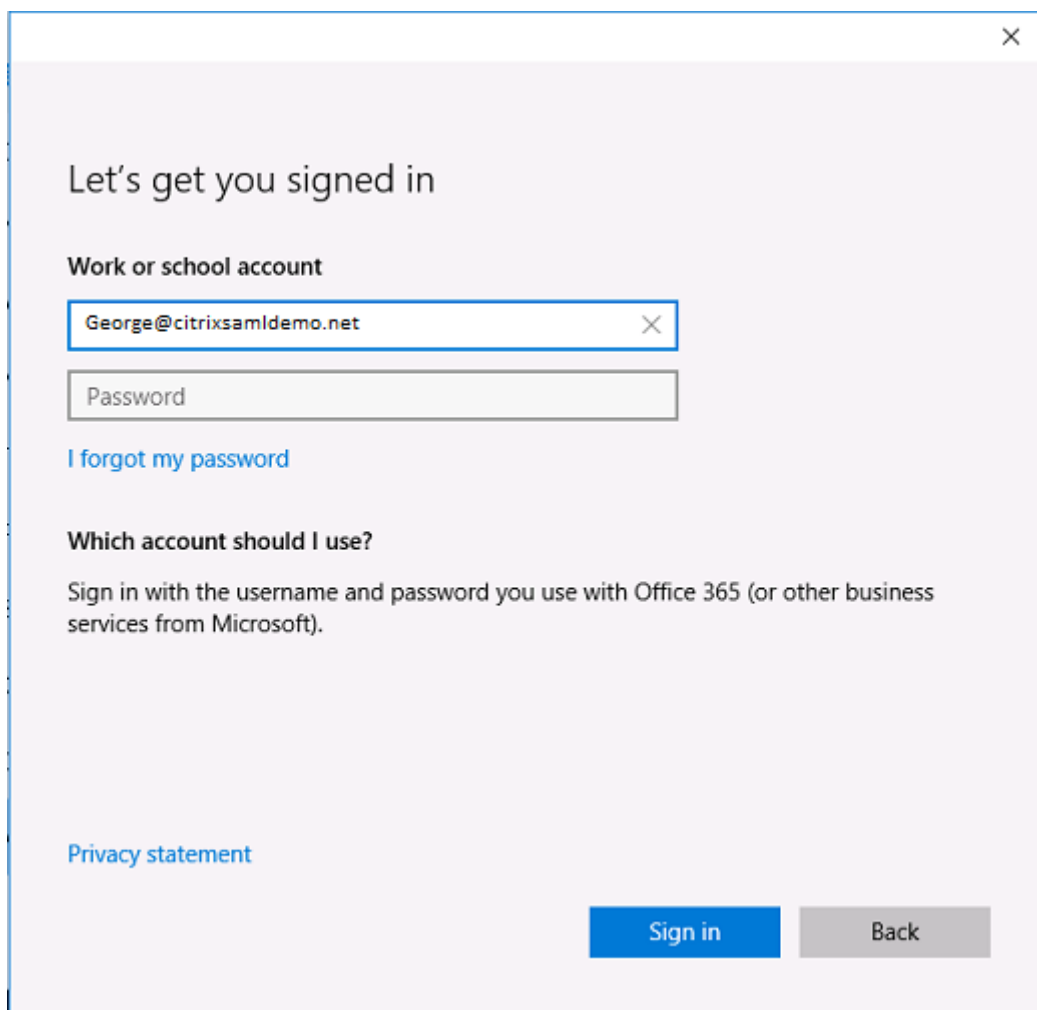 Let's get you signed in
Work or school account
George@citrixsamldemo.net
Password
I forgot my password
Which account should I use?
Sign in with the username and password you use with Office 365 (or other business
services from Microsoft).
Privacy statement
Sign in
Back